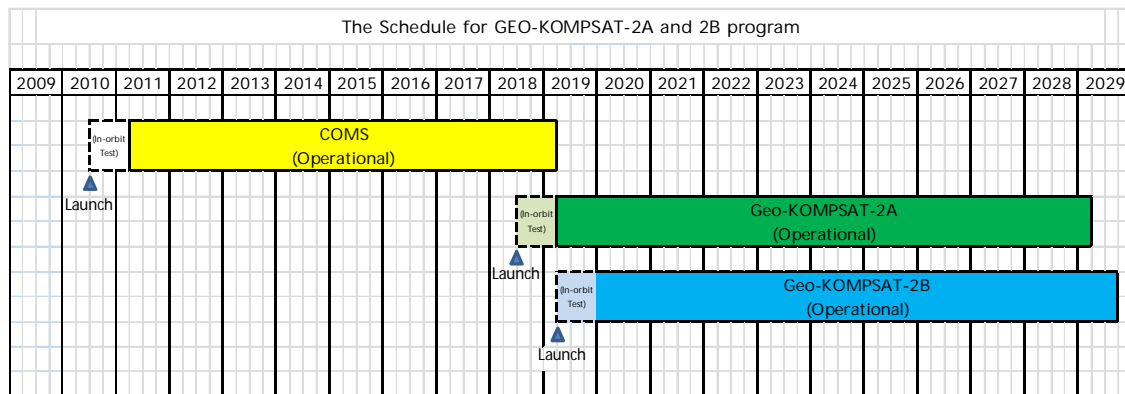 The Schedule for GEO-KOMPSAT-2A and 2B program
2009 2010 2011 2012 2013 2014 2015 2016 2017 2018 2019 2020 2021 2022 2023 2024 2025 2026 2027 2028 2029
(In-orbit
Test)
COMS
(Operational)
Launch
(In-orbit
Test)
Geo-KOMPSAT-2A
(Operational)
Launch
(In-orbit
Test)
Geo-KOMPSAT-2B
(Operational)
Launch